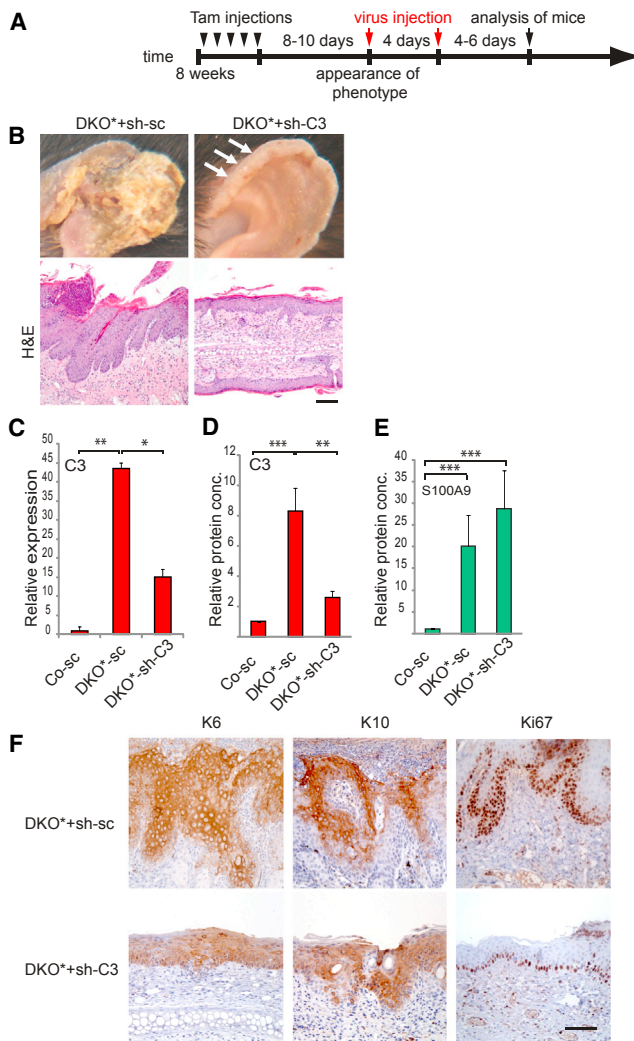 A
Tam injections
virus injection
analysis of mice
8-10 days
4 days
4-6 days
time
8 weeks
appearance of
phenotype
B
DKO*+sh-sc
DKO*+sh-C3
H&E
C
C3
Relative expression
** *
50
45
40
35
30
25
20
15
10
5
0
Co-sc
DKO*-sc
DKO*-sh-C3
D
C3
Relative protein conc.
*** **
12
10
8
6
4
2
Co-sc
DKO*-sc
DKO*-sh-C3
E
S100A9
Relative protein conc.
***
***
40
35
30
25
20
15
10
5
0
Co-sc
DKO*-sc
DKO*-sh-C3
F
K6 K10 Ki67
DKO*+sh-sc
DKO*+sh-C3